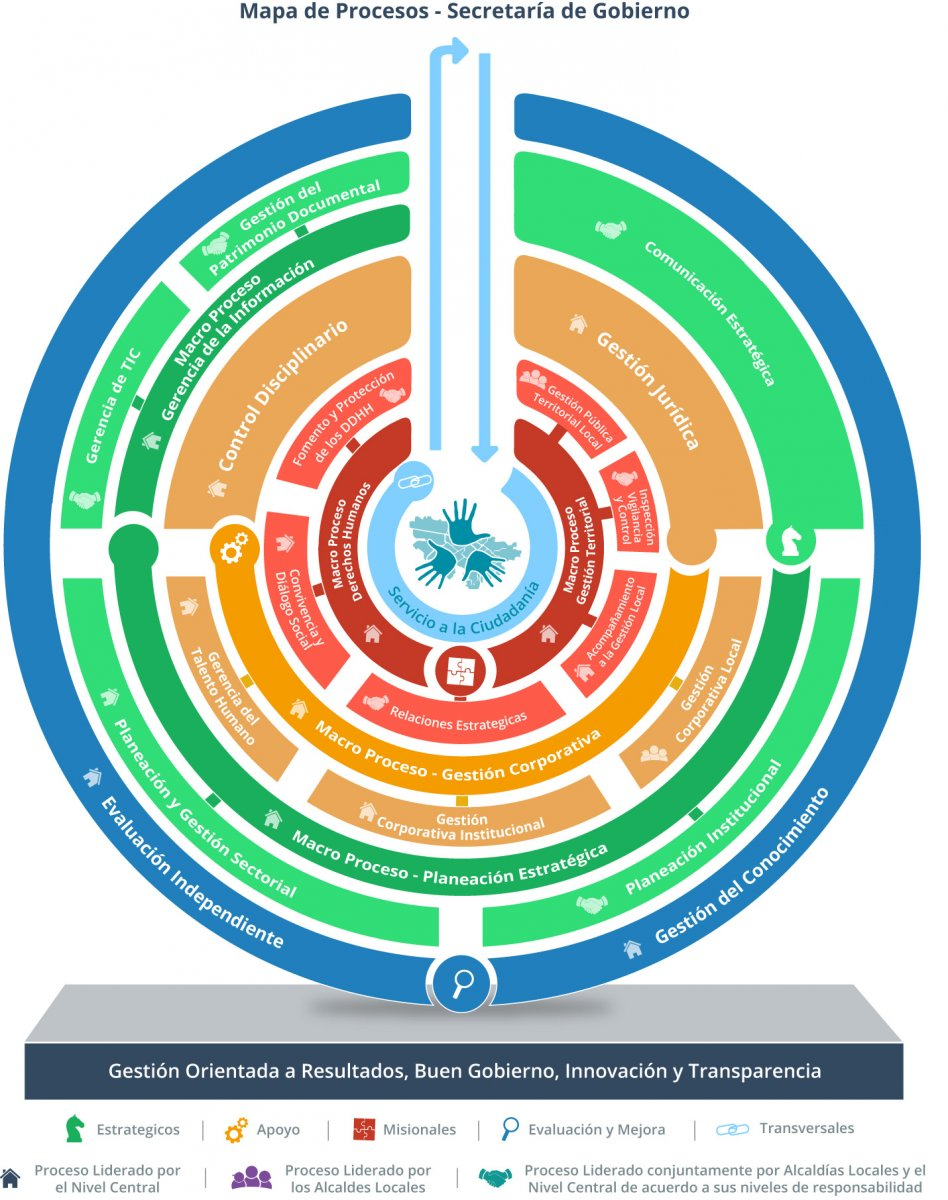 Mapa de Procesos - Secretaría de Gobierno
Gestión del
Patrimonio Documental
Macro Proceso
Gerencia de la Información
Gerencia de TIC
Control Disciplinario
Fomento y Protección
de los DDHH
Macro Proceso
Derechos Humanos
Convivencia y
Diálogo Social
Comunicación Estratégica
Gestión Jurídica
Gestión Pública
Territorial Local
Inspección
Vigilancia
y Control
Macro Proceso
Gestión Territorial
Acompañamiento
a la Gestión Local
Servicio a la Ciudadanía
Relaciones Estrategicas
Gerencia del
Talento Humano
Macro Proceso - Gestión Corporativa
Gestión
Corporativa Local
Gestión
Corporativa Institucional
Macro Proceso - Planeación Estratégica
Planeación y Gestión Sectorial
Planeación Institucional
Evaluación Independiente
Gestión del Conocimiento
Gestión Orientada a Resultados, Buen Gobierno, Innovación y Transparencia
Estrategicos
Apoyo
Misionales
Evaluación y Mejora
Transversales
Proceso Liderado por
el Nivel Central
Proceso Liderado por
los Alcaldes Locales
Proceso Liderado conjuntamente por Alcaldías Locales y el
Nivel Central de acuerdo a sus niveles de responsabilidad